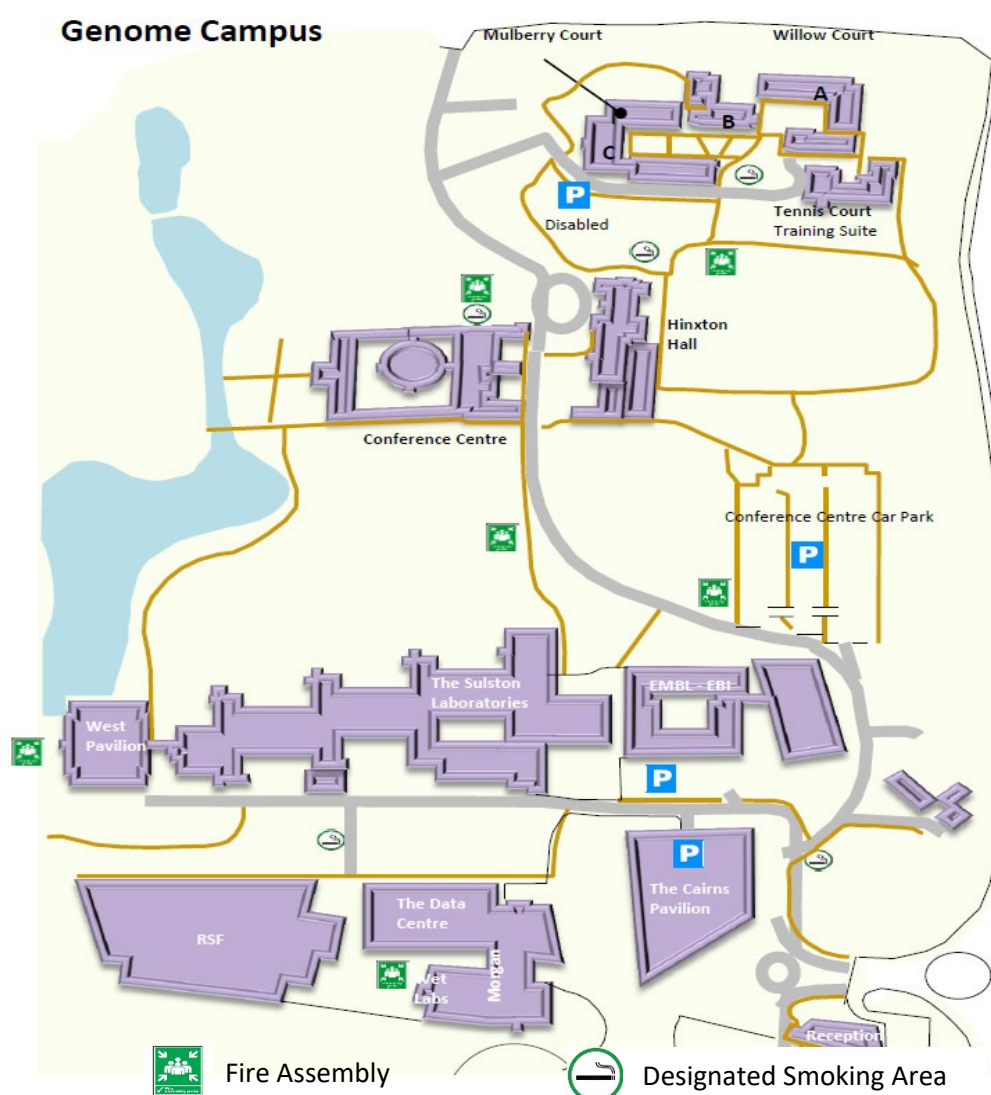 Genome Campus
Mulberry Court
Willow Court
A
B
C
P
Disabled
Tennis Court
Training Suite
Hinxton
Hall
Conference Centre
Conference Centre Car Park
P
The Sulston
Laboratories
EMBL - EBI
West
Pavilion
P
P
The Cairns
Pavilion
The Data
Centre
RSF
Morgan
Wet
Labs
Reception
Fire Assembly
Designated Smoking Area